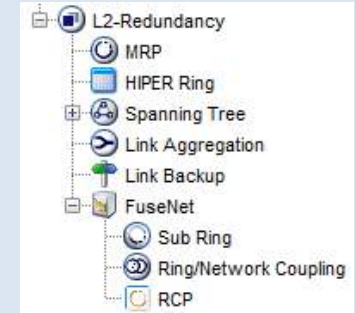 L2-Redundancy
MRP
HIPER Ring
Spanning Tree
Link Aggregation
Link Backup
FuseNet
Sub Ring
Ring/Network Coupling
RCP